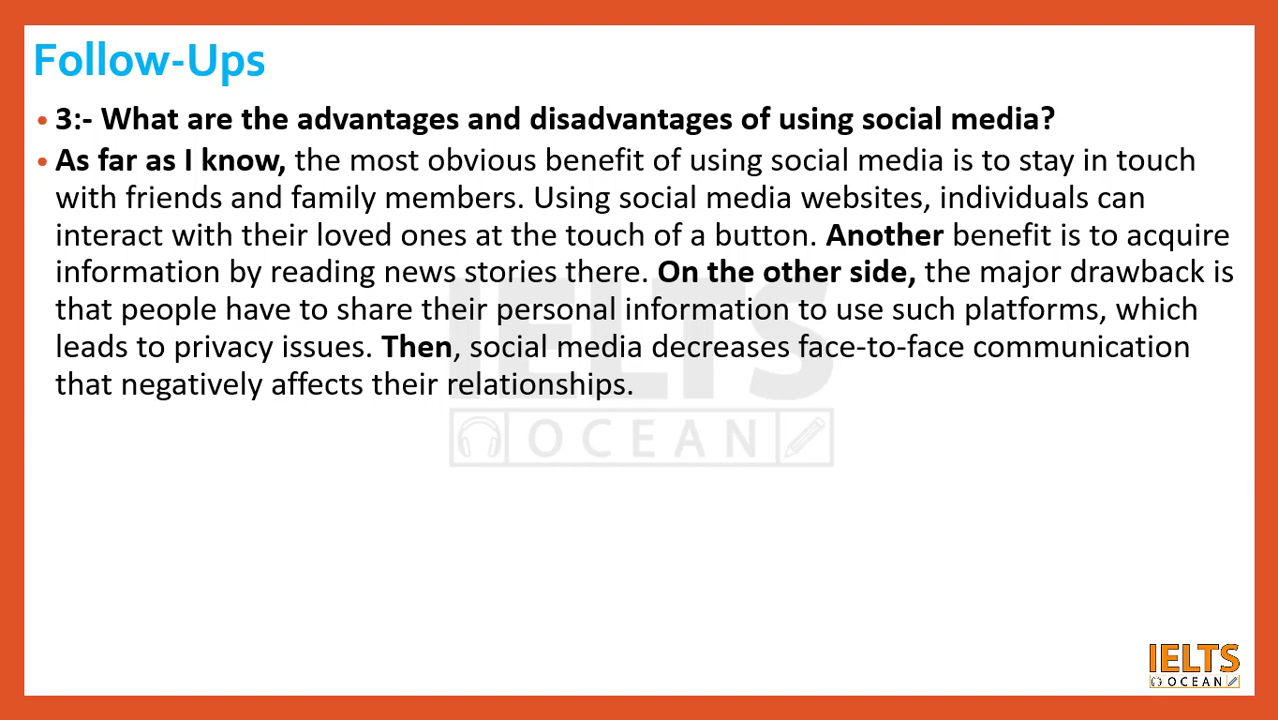 Follow-Ups
• 3:- What are the advantages and disadvantages of using social media?
• As far as I know, the most obvious benefit of using social media is to stay in touch
with friends and family members. Using social media websites, individuals can
interact with their loved ones at the touch of a button. Another benefit is to acquire
information by reading news stories there. On the other side, the major drawback is
that people have to share their personal information to use such platforms, which
leads to privacy issues. Then, social media decreases face-to-face communication
that negatively affects their relationships.
IELTS
OCEAN
IELTS
OCEAN